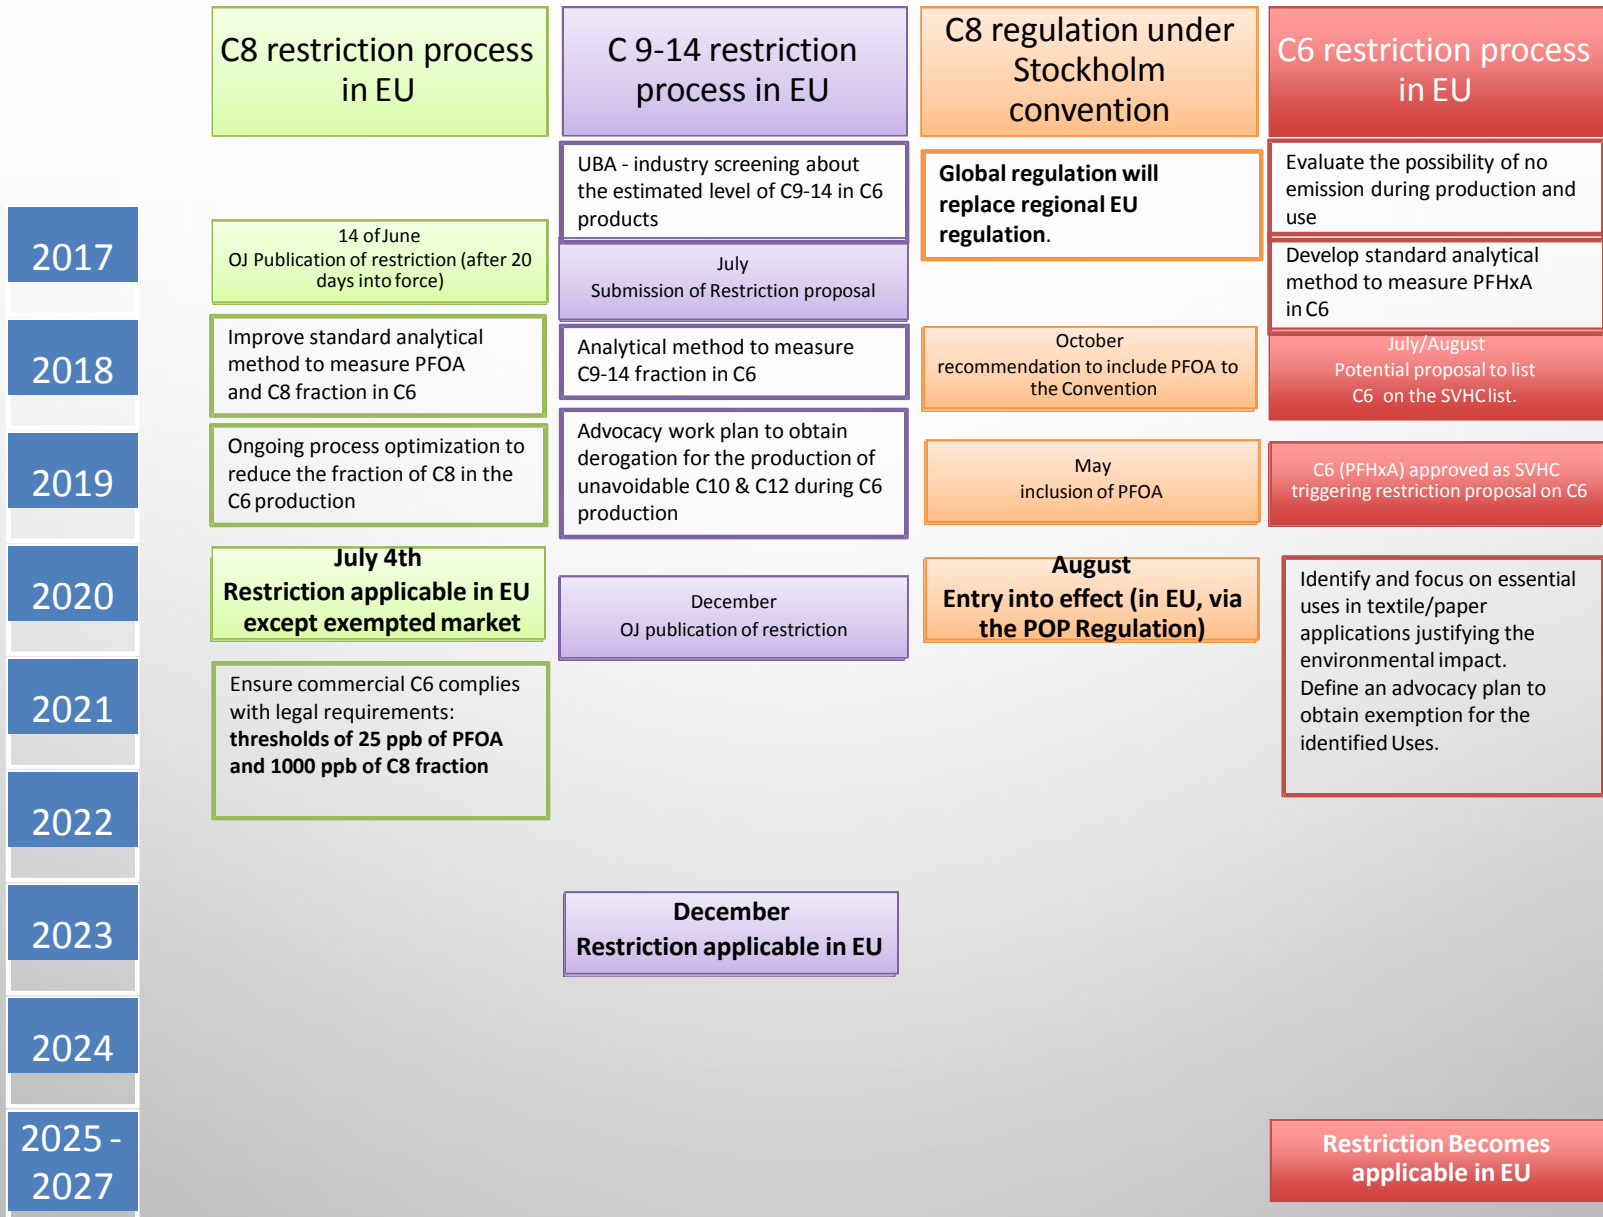 C8 restriction process
in EU
C 9-14 restriction
process in EU
C8 regulation under
Stockholm
convention
C6 restriction process
in EU
2017
14 of June
OJ Publication of restriction (after 20
days into force)
UBA - industry screening about
the estimated level of C9-14 in C6
products
July
Submission of Restriction proposal
Global regulation will
replace regional EU
regulation.
Evaluate the possibility of no
emission during production and
use
Develop standard analytical
method to measure PFHxA
in C6
2018
Improve standard analytical
method to measure PFOA
and C8 fraction in C6
Analytical method to measure
C9-14 fraction in C6
October
recommendation to include PFOA to
the Convention
July/August
Potential proposal to list
C6 on the SVHC list.
2019
Ongoing process optimization to
reduce the fraction of C8 in the
C6 production
Advocacy work plan to obtain
derogation for the production of
unavoidable C10 & C12 during C6
production
May
inclusion of PFOA
C6 (PFHxA) approved as SVHC
triggering restriction proposal on C6
2020
July 4th
Restriction applicable in EU
except exempted market
December
OJ publication of restriction
August
Entry into effect (in EU, via
the POP Regulation)
Identify and focus on essential
uses in textile/paper
applications justifying the
environmental impact.
Define an advocacy plan to
obtain exemption for the
identified Uses.
2021
Ensure commercial C6 complies
with legal requirements:
thresholds of 25 ppb of PFOA
and 1000 ppb of C8 fraction
2022
2023
December
Restriction applicable in EU
2024
2025 -
2027
Restriction Becomes
applicable in EU